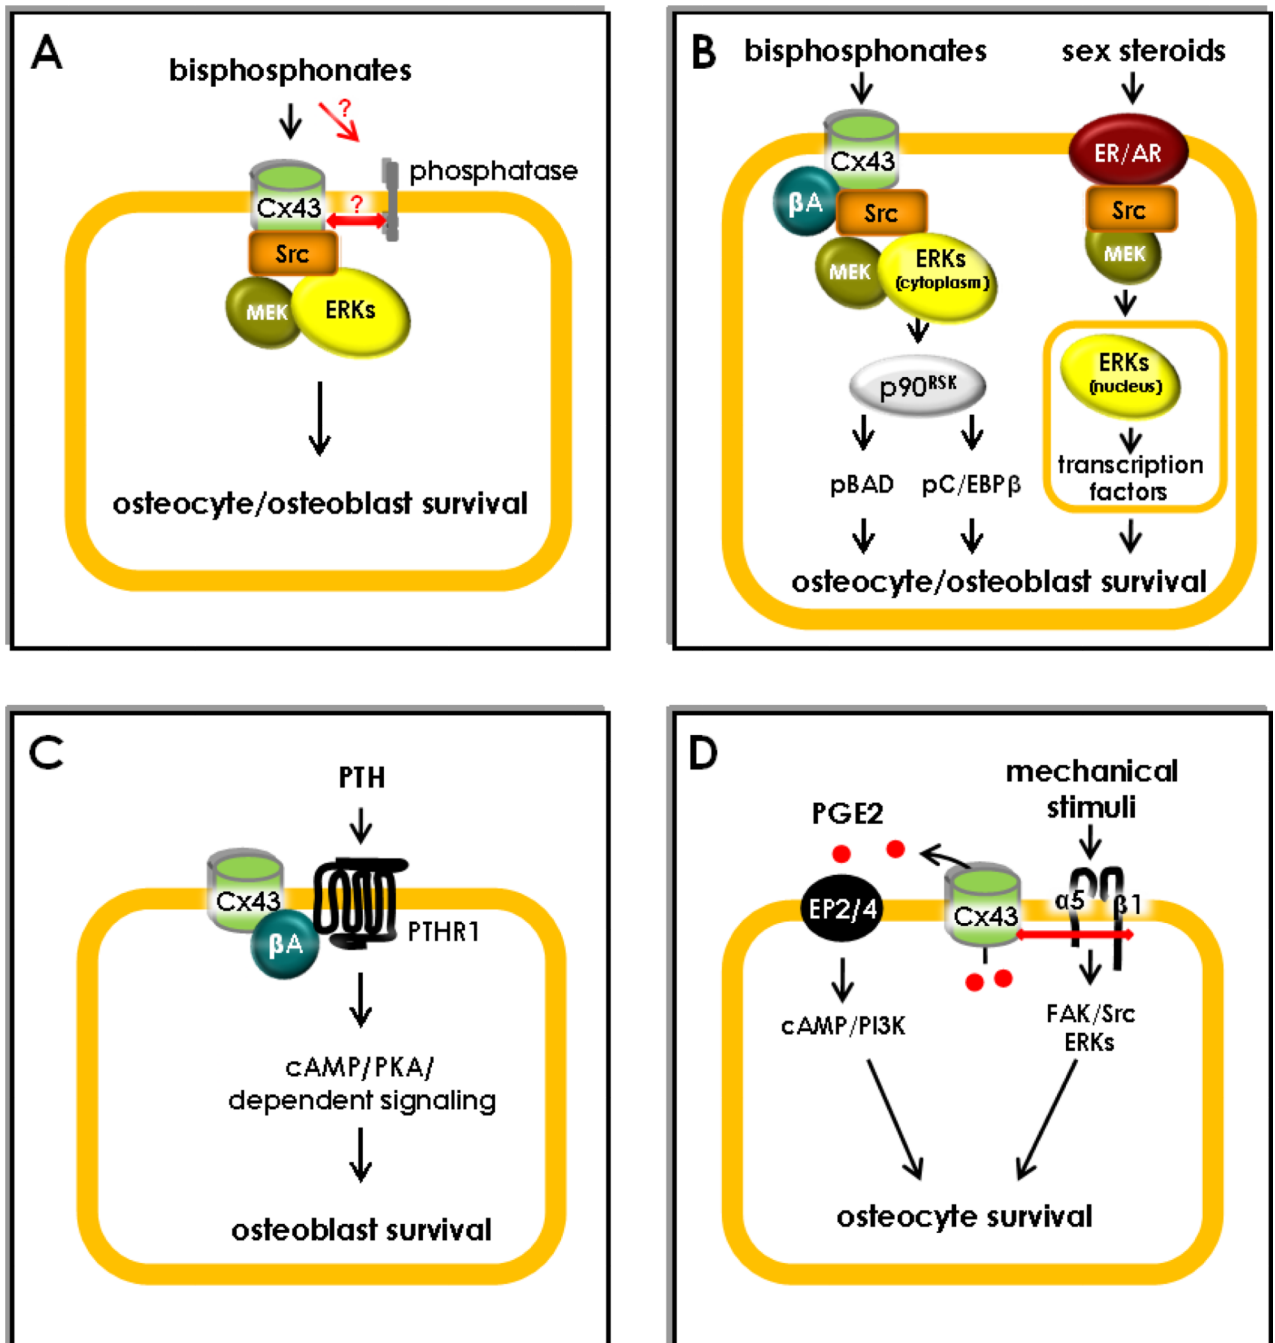 A
bisphosphonates
?
phosphatase
Cx43
?
Src
MEK
ERKs
osteocyte/osteoblast survival
B
bisphosphonates
sex steroids
Cx43
ER/AR
βA
Src
Src
MEK
ERKs
(cytoplasm)
MEK
p90RSK
ERKs
(nucleus)
pBAD
pC/EBPβ
transcription
factors
osteocyte/osteoblast survival
C
PTH
Cx43
βA
PTHR1
cAMP/PKA/
dependent signaling
osteoblast survival
D
mechanical
stimuli
PGE2
EP2/4
Cx43
α5
β1
cAMP/PI3K
FAK/Src
ERKs
osteocyte survival